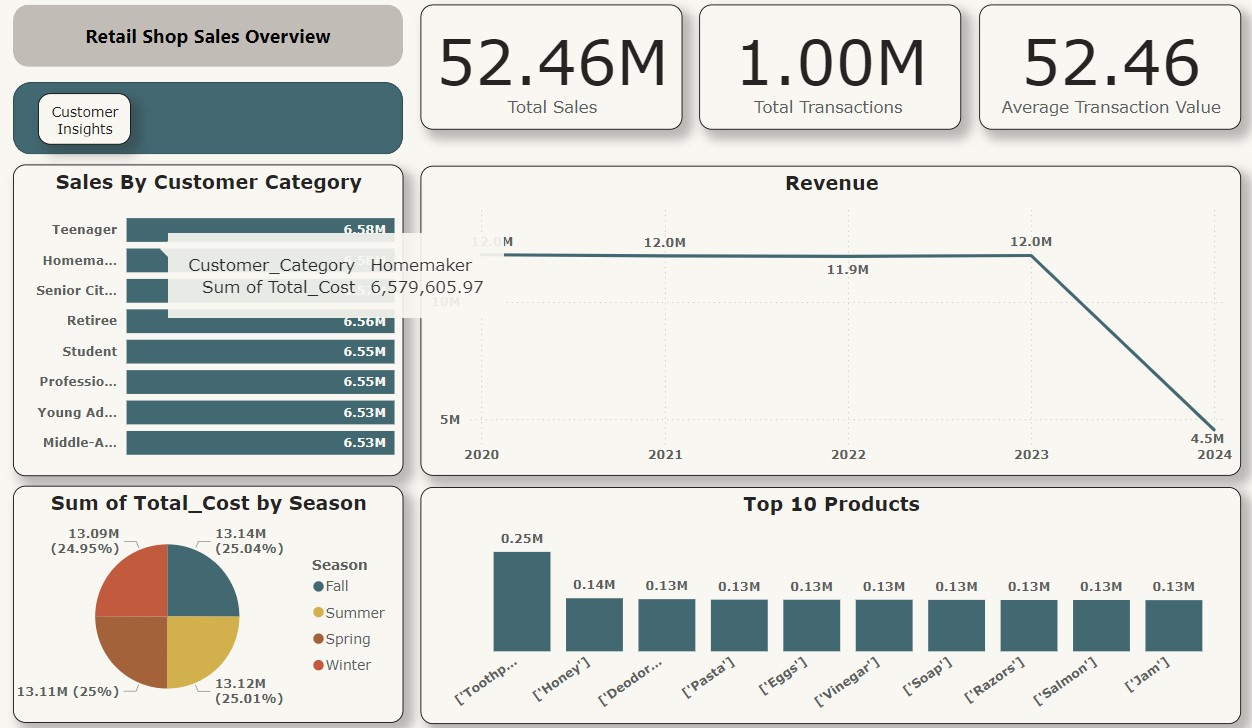 Retail Shop Sales Overview
Customer
Insights
52.46M
Total Sales
1.00M
Total Transactions
52.46
Average Transaction Value
Sales By Customer Category
Teenager 6.58M
Homema...
Senior Cit...
Retiree 6.56M
Student 6.55M
Professio... 6.55M
Young Ad... 6.53M
Middle-A... 6.53M
Customer_Category Homemaker
Sum of Total_Cost 6,579,605.97
Revenue
12.0M
12.0M
11.9M
12.0M
4.5M
10M
5M
2020 2021 2022 2023 2024
Sum of Total_Cost by Season
13.09M
(24.95%)
13.14M
(25.04%)
13.11M (25%)
13.12M
(25.01%)
Season
Fall
Summer
Spring
Winter
Top 10 Products
0.25M 0.14M 0.13M 0.13M 0.13M 0.13M 0.13M 0.13M 0.13M 0.13M
['Toothp... ['Honey'] ['Deodor... ['Pasta'] ['Eggs'] ['Vinegar'] ['Soap'] ['Razors'] ['Salmon'] ['Jam']